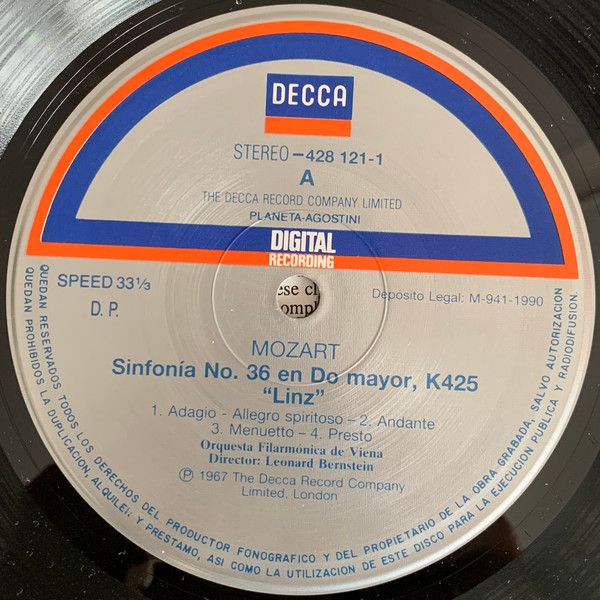 DECCA
STEREO – 428 121-1
A
THE DECCA RECORD COMPANY LIMITED
PLANETA-AGOSTINI
DIGITAL
RECORDING
SPEED 33⅓
D. P.
ese cl
ompl
Depósito Legal: M-941-1990
MOZART
Sinfonía No. 36 en Do mayor, K425
“Linz”
1. Adagio - Allegro spiritoso – 2. Andante
3. Menuetto – 4. Presto
Orquesta Filarmónica de Viena
Director: Leonard Bernstein
Ⓟ 1967 The Decca Record Company
Limited, London
QUEDAN RESERVADOS TODOS LOS DERECHOS DEL PRODUCTOR FONOGRAFICO Y DEL PROPIETARIO DE LA OBRA GRABADA, SALVO AUTORIZACION
QUEDAN PROHIBIDOS LA DUPLICACION, ALQUILER Y PRESTAMO, ASI COMO LA UTILIZACION DE ESTE DISCO PARA LA EJECUCION PUBLICA Y RADIODIFUSION.